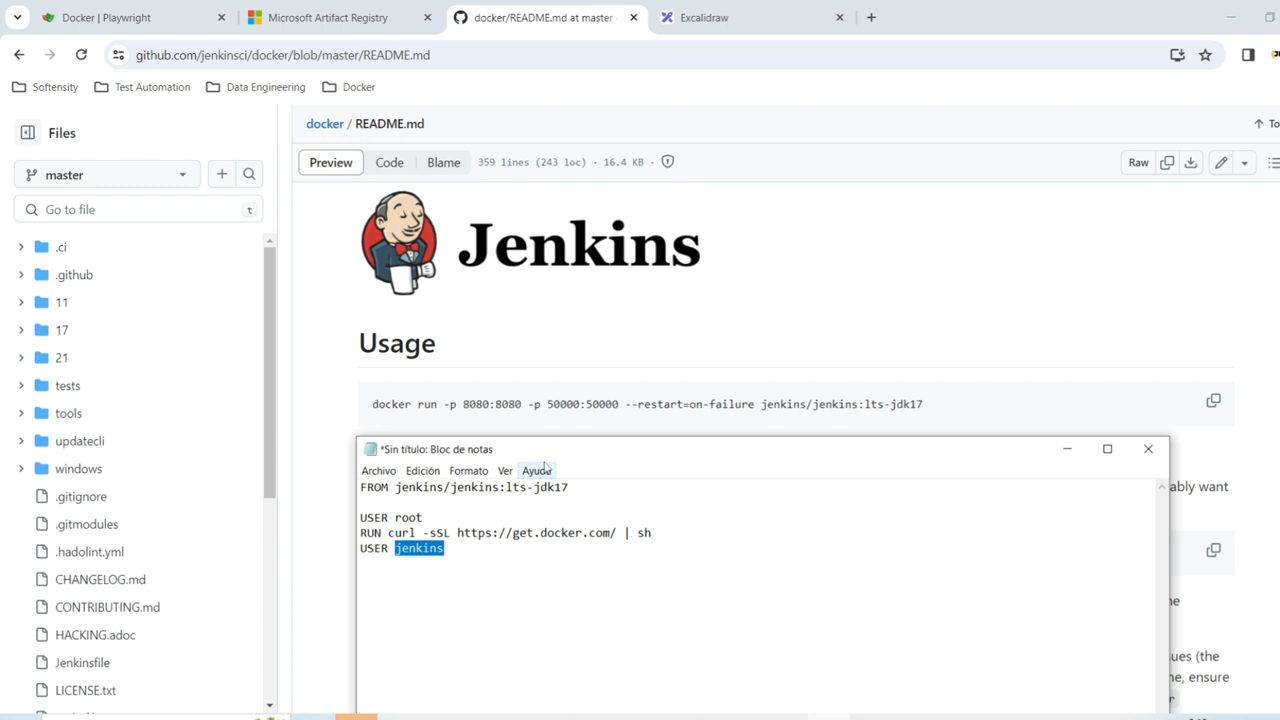 Docker | Playwright
Microsoft Artifact Registry
docker/README.md at master
Excalidraw
github.com/jenkinsci/docker/blob/master/README.md
Softensity
Test Automation
Data Engineering
Docker
Files
master
Go to file
t
.ci
.github
11
17
21
tests
tools
updatecli
windows
.gitignore
.gitmodules
.hadolint.yml
CHANGELOG.md
CONTRIBUTING.md
HACKING.adoc
Jenkinsfile
LICENSE.txt
docker / README.md
To
Preview
Code
Blame
359 lines (243 loc) · 16.4 KB
Raw
Jenkins
Usage
docker run -p 8080:8080 -p 50000:50000 --restart=on-failure jenkins/jenkins:lts-jdk17
*Sin título: Bloc de notas
Archivo Edición Formato Ver Ayuda
FROM jenkins/jenkins:lts-jdk17
USER root
RUN curl -sSL https://get.docker.com/ | sh
USER jenkins
ably want
ne
ues (the
ne, ensure
r